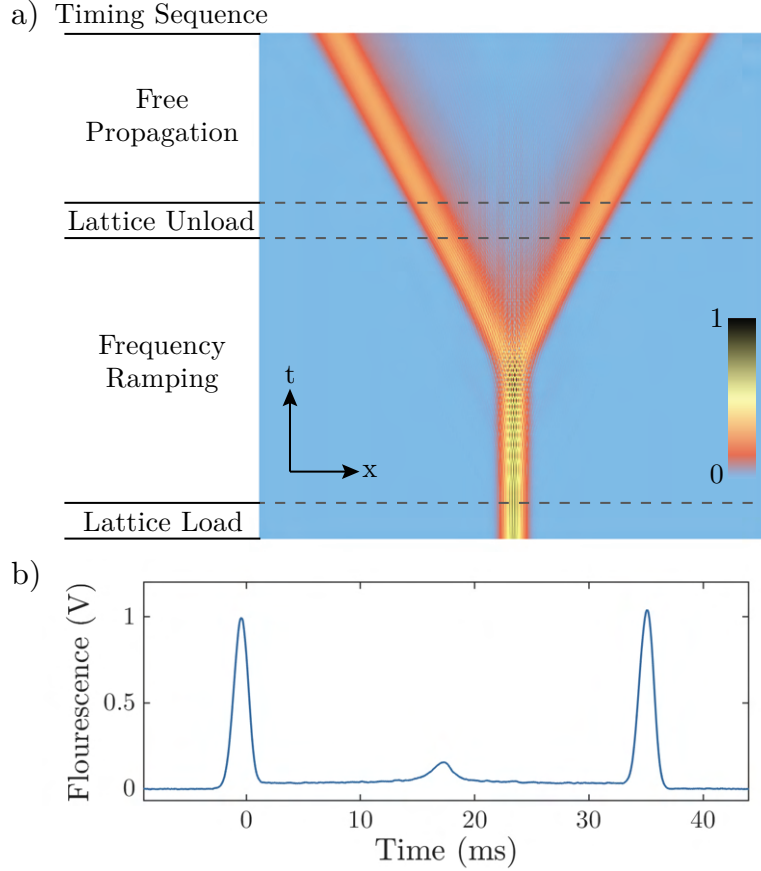 a) Timing Sequence
Free
Propagation
Lattice Unload
Frequency
Ramping
Lattice Load
t
x
1
0
b)
Flourescence (V)
1
0.5
0
0
10
20
30
40
Time (ms)